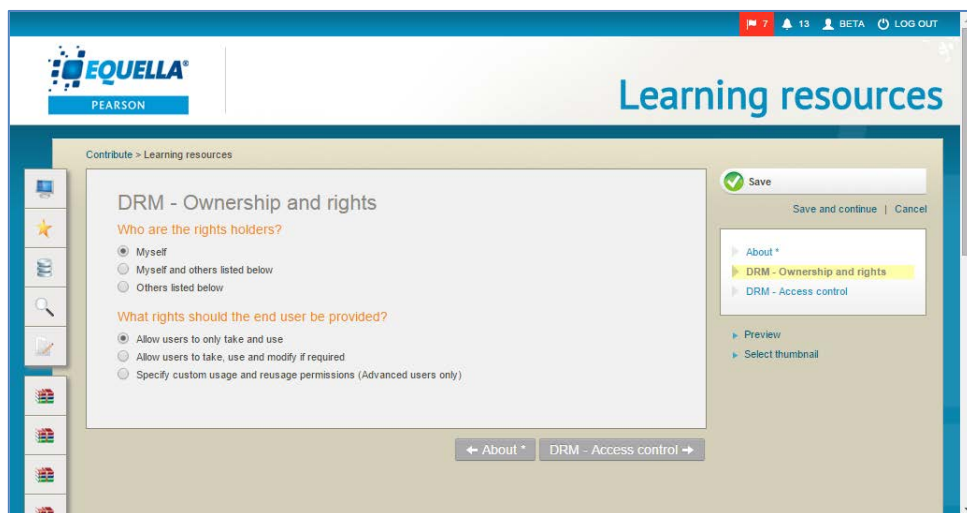 7 13 BETA LOG OUT
EQUELLA®
PEARSON
Learning resources
Contribute > Learning resources
DRM - Ownership and rights
Who are the rights holders?
Myself
Myself and others listed below
Others listed below
What rights should the end user be provided?
Allow users to only take and use
Allow users to take, use and modify if required
Specify custom usage and reusage permissions (Advanced users only)
← About * DRM - Access control →
Save
Save and continue | Cancel
About *
DRM - Ownership and rights
DRM - Access control
Preview
Select thumbnail